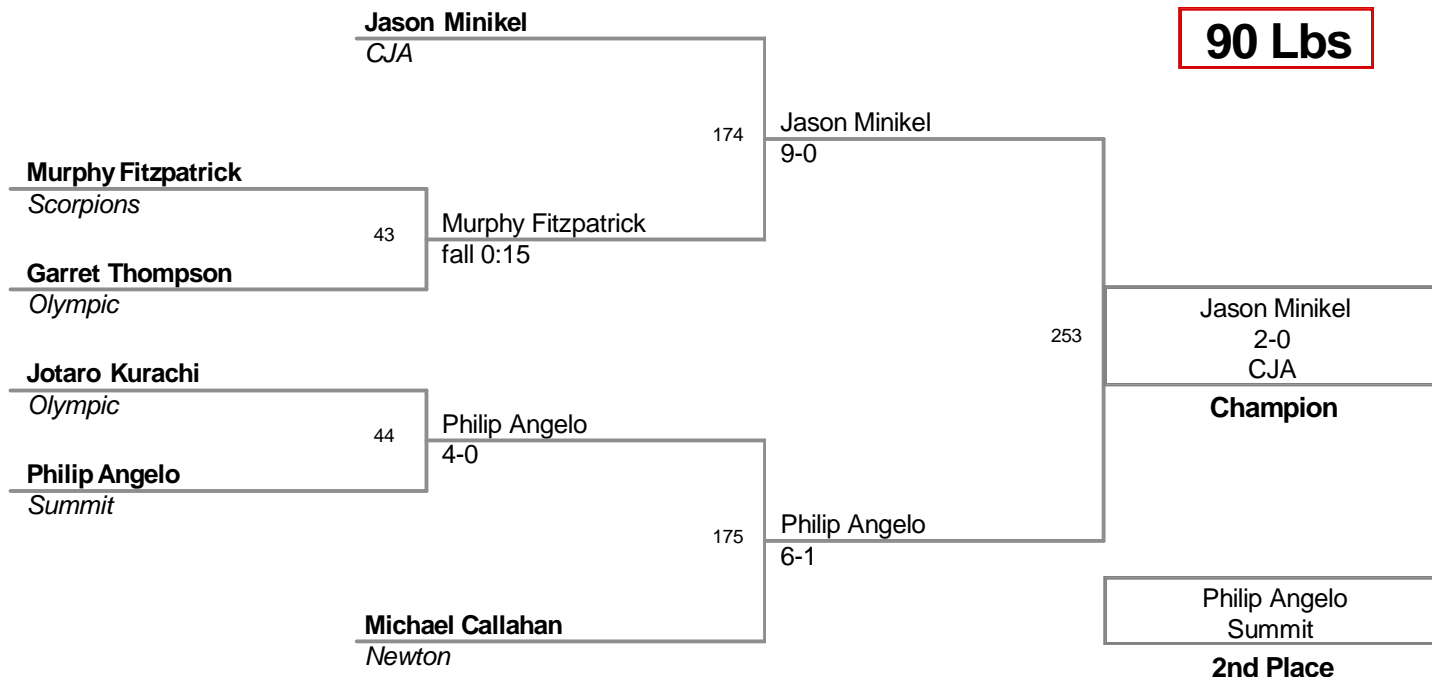 Jason Minikel
CJA
90 Lbs
174
Jason Minikel
9-0
Murphy Fitzpatrick
Scorpions
43
Murphy Fitzpatrick
fall 0:15
Garret Thompson
Olympic
253
Jason Minikel
2-0
CJA
Champion
Jotaro Kurachi
Olympic
44
Philip Angelo
4-0
Philip Angelo
Summit
175
Philip Angelo
6-1
Michael Callahan
Newton
Philip Angelo
Summit
2nd Place